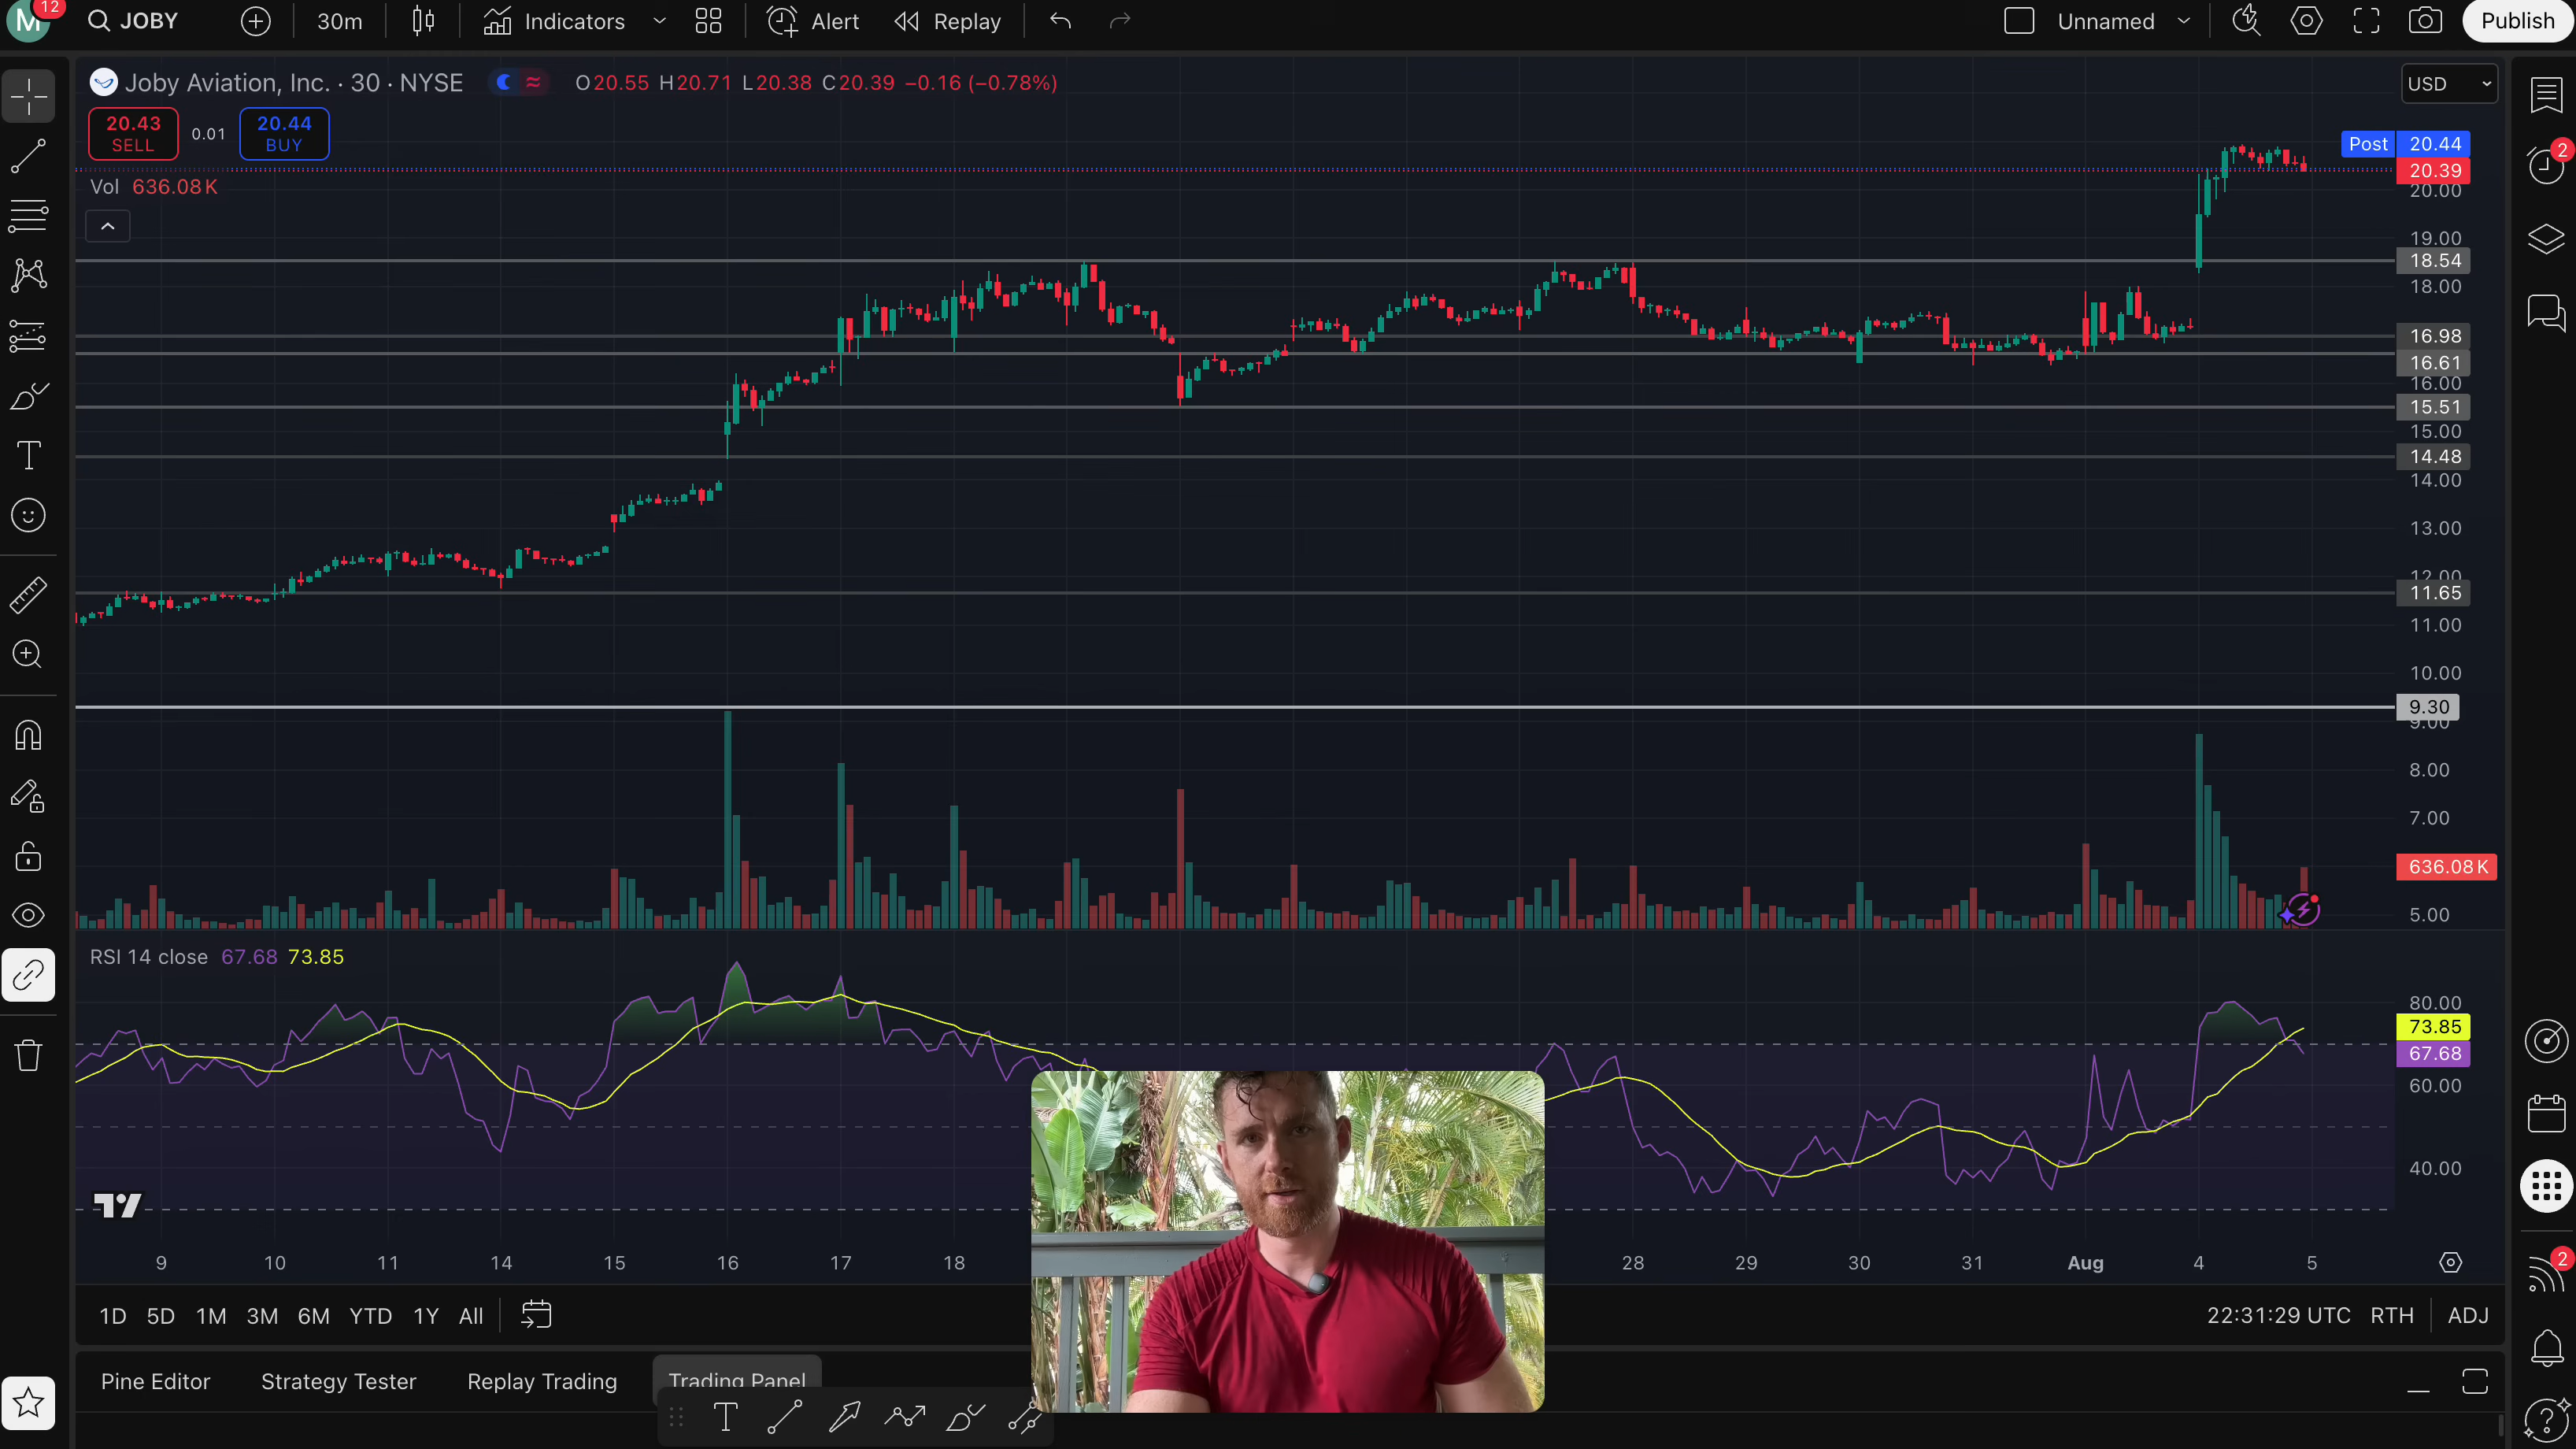 M 12 JOBY 30m Indicators Alert Replay Unnamed Publish
Joby Aviation, Inc. · 30 · NYSE O20.55 H20.71 L20.38 C20.39 −0.16 (−0.78%) USD
20.43 SELL 0.01 20.44 BUY
Post 20.44
20.39
Vol 636.08K
20.00
19.00
18.54
18.00
16.98
16.61
16.00
15.51
15.00
14.48
14.00
13.00
12.00
11.65
11.00
10.00
9.30
9.00
8.00
7.00
636.08K
5.00
RSI 14 close 67.68 73.85
80.00
73.85
67.68
60.00
40.00
9 10 11 14 15 16 17 18 28 29 30 31 Aug 4 5
1D 5D 1M 3M 6M YTD 1Y All 22:31:29 UTC RTH ADJ
Pine Editor Strategy Tester Replay Trading Trading Panel
2
2